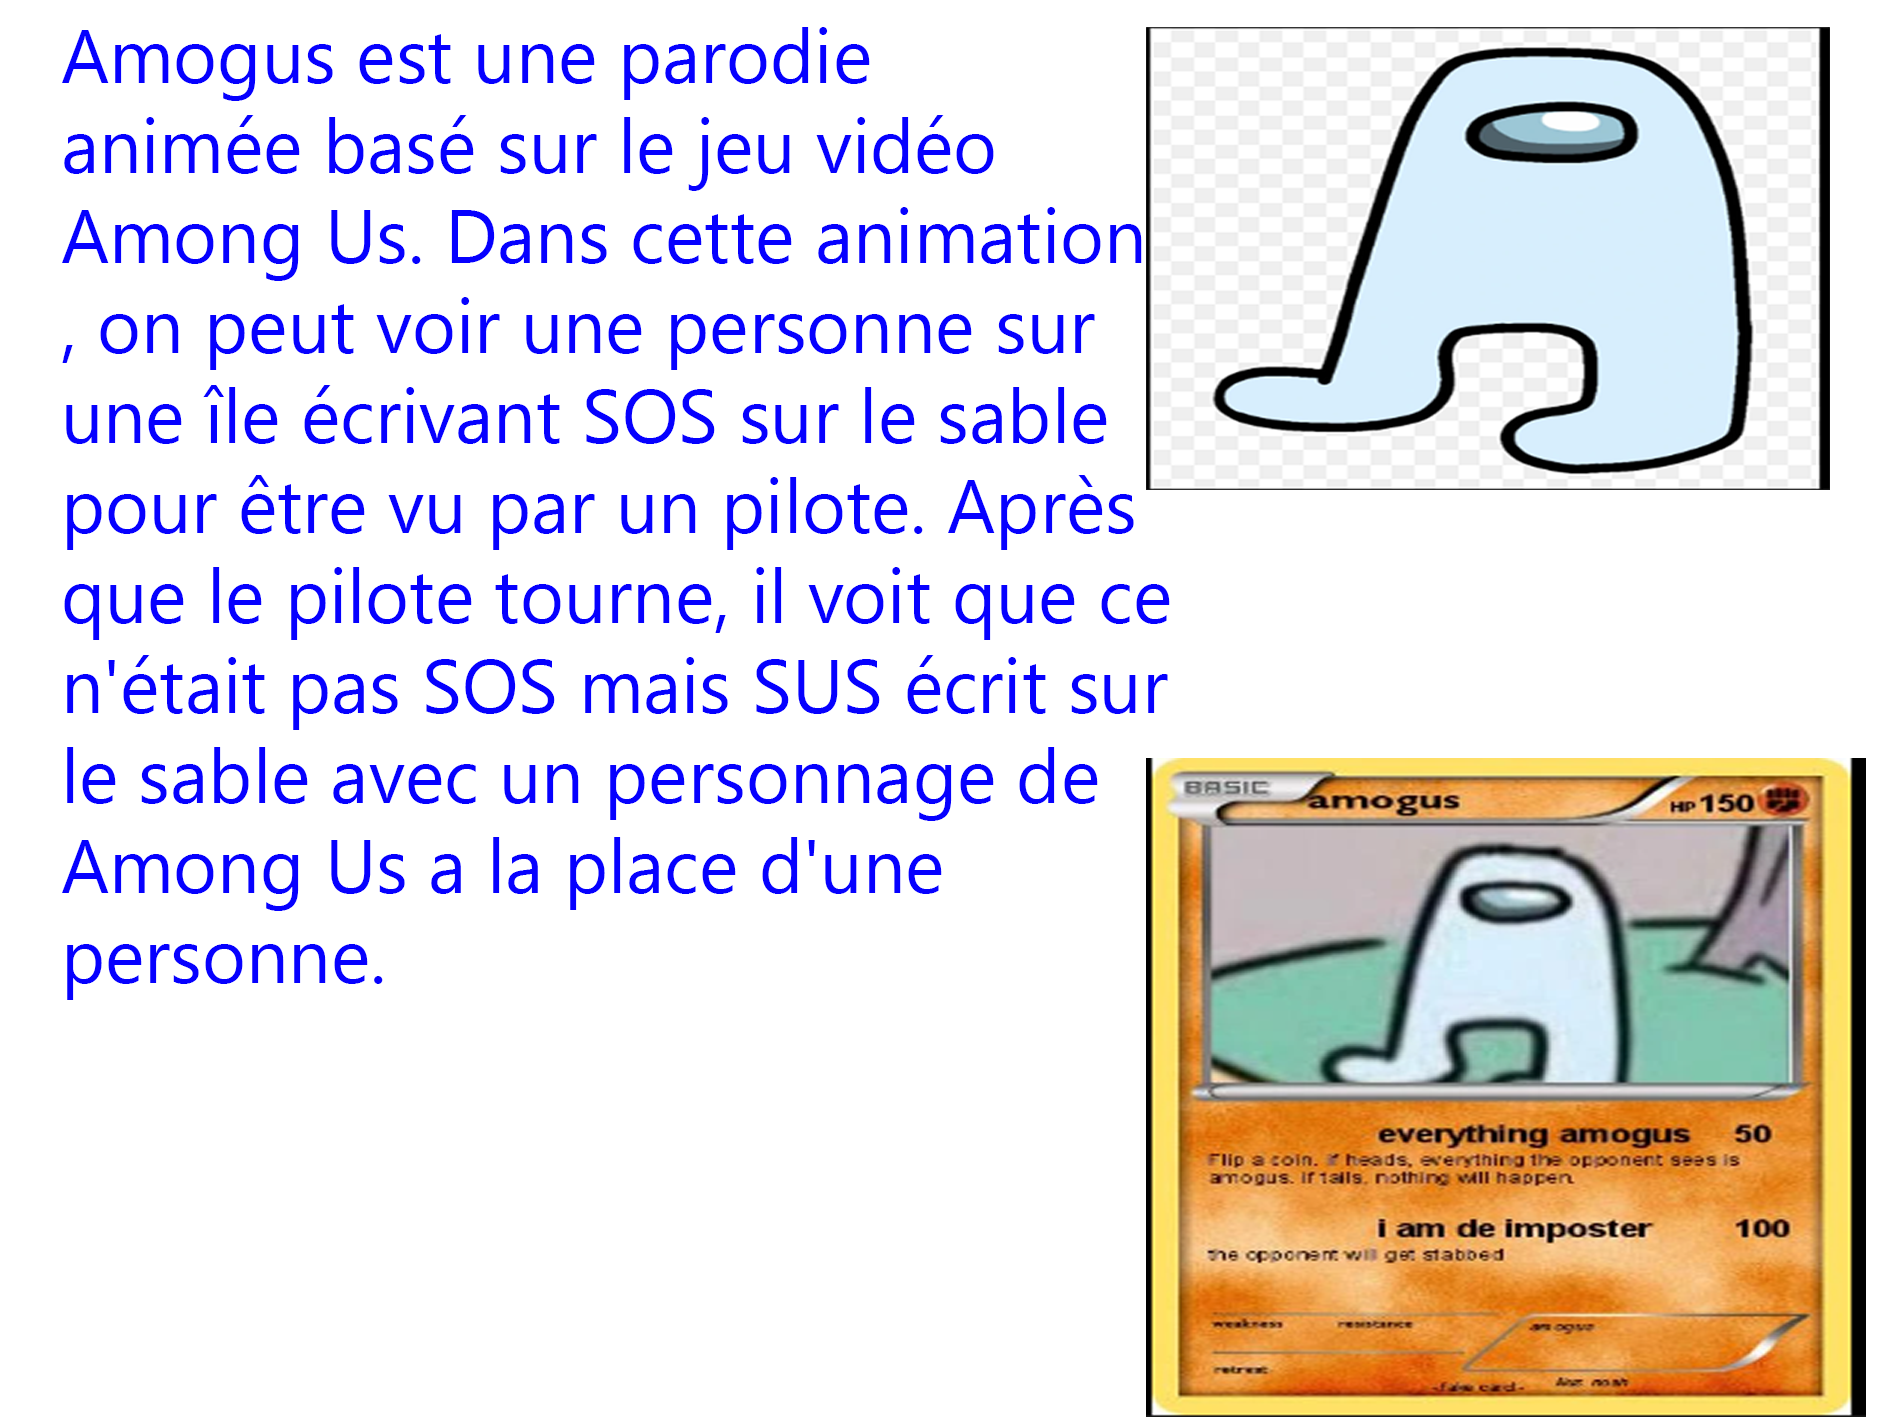 Amogus est une parodie
animée basé sur le jeu vidéo
Among Us. Dans cette animation
, on peut voir une personne sur
une île écrivant SOS sur le sable
pour être vu par un pilote. Après
que le pilote tourne, il voit que ce
n'était pas SOS mais SUS écrit sur
le sable avec un personnage de
Among Us a la place d'une
personne.
BASIC amogus HP 150
everything amogus 50
Flip a coin. if heads, everything the opponent sees is
amogus. if tails, nothing will happen.
i am de imposter 100
the opponent will get stabbed
weakness resistance amogus
retreat
-fake card-